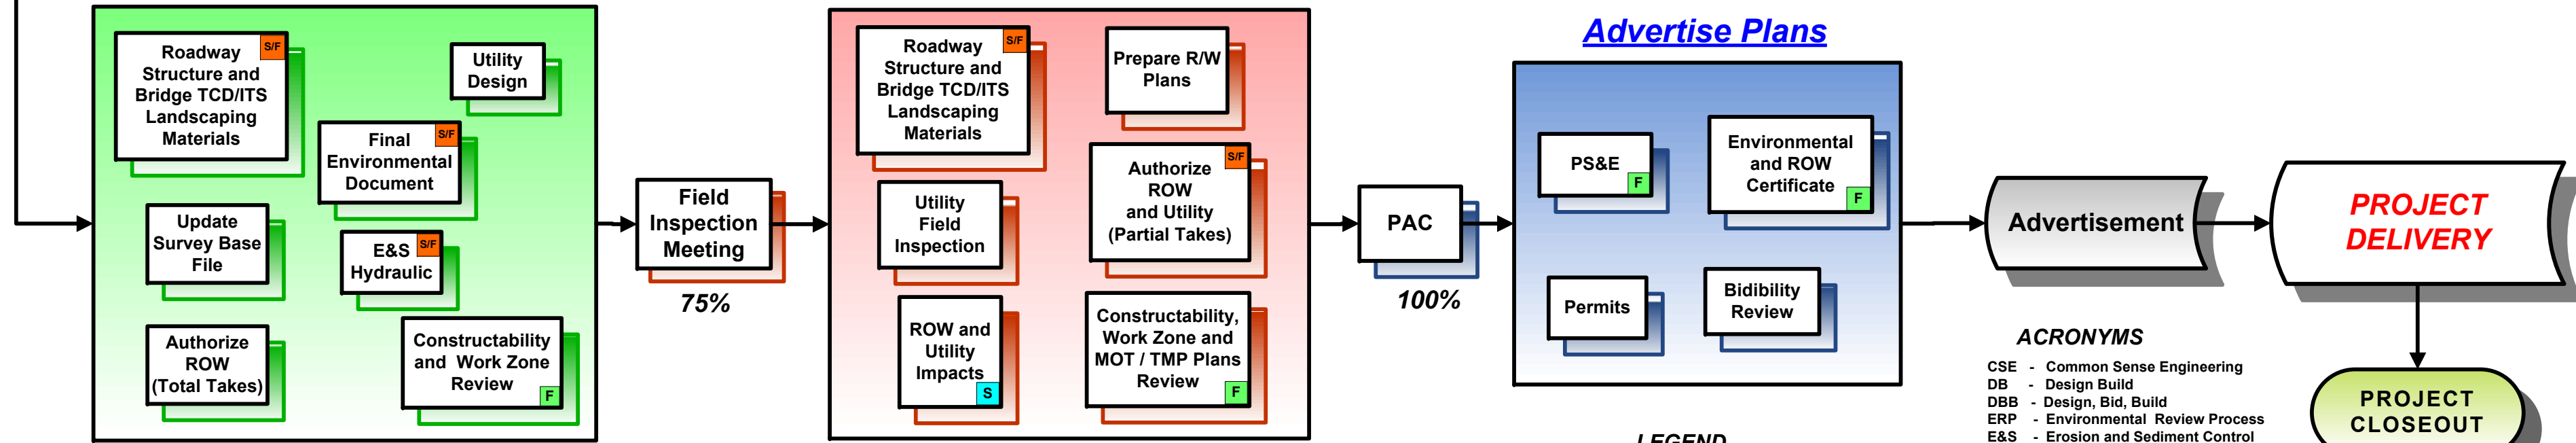 Roadway
Structure and
Bridge TCD/ITS
Landscaping
Materials
S/F
Utility
Design
Final
Environmental
Document
S/F
Update
Survey Base
File
E&S
Hydraulic
S/F
Authorize
ROW
(Total Takes)
Constructability
and Work Zone
Review
F
Field
Inspection
Meeting
75%
Roadway
Structure and
Bridge TCD/ITS
Landscaping
Materials
S/F
Prepare R/W
Plans
Utility
Field
Inspection
Authorize
ROW
and Utility
(Partial Takes)
S/F
ROW and
Utility
Impacts
S
Constructability,
Work Zone and
MOT / TMP Plans
Review
F
PAC
100%
Advertise Plans
PS&E
F
Environmental
and ROW
Certificate
F
Permits
Bidibility
Review
Advertisement
PROJECT
DELIVERY
PROJECT
CLOSEOUT
ACRONYMS
CSE - Common Sense Engineering
DB - Design Build
DBB - Design, Bid, Build
ERP - Environmental Review Process
E&S - Erosion and Sediment Control
LEGEND